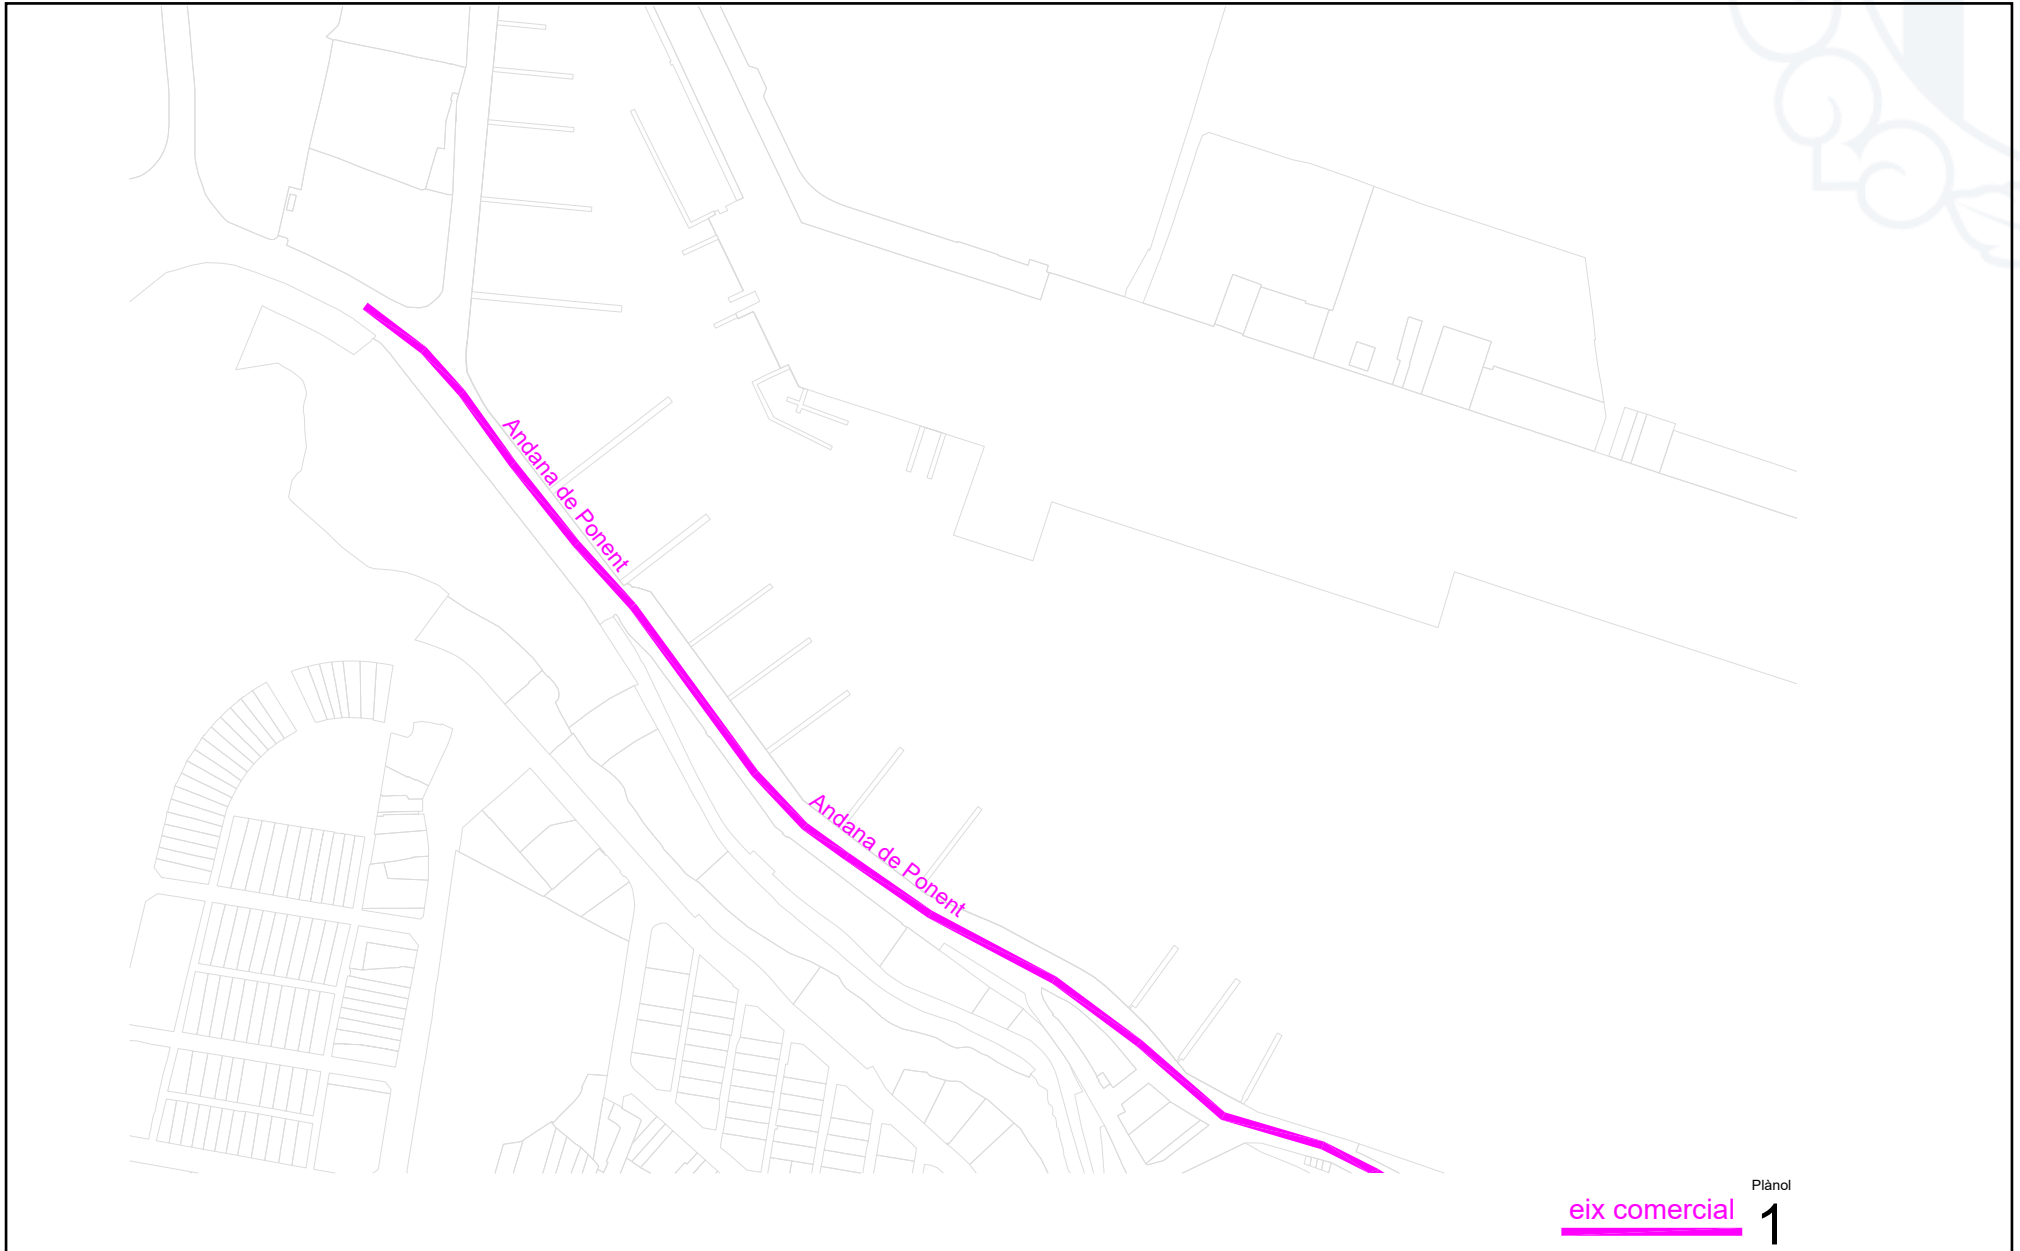 Andana de Ponent
Andana de Ponent
Plànol
eix comercial
1